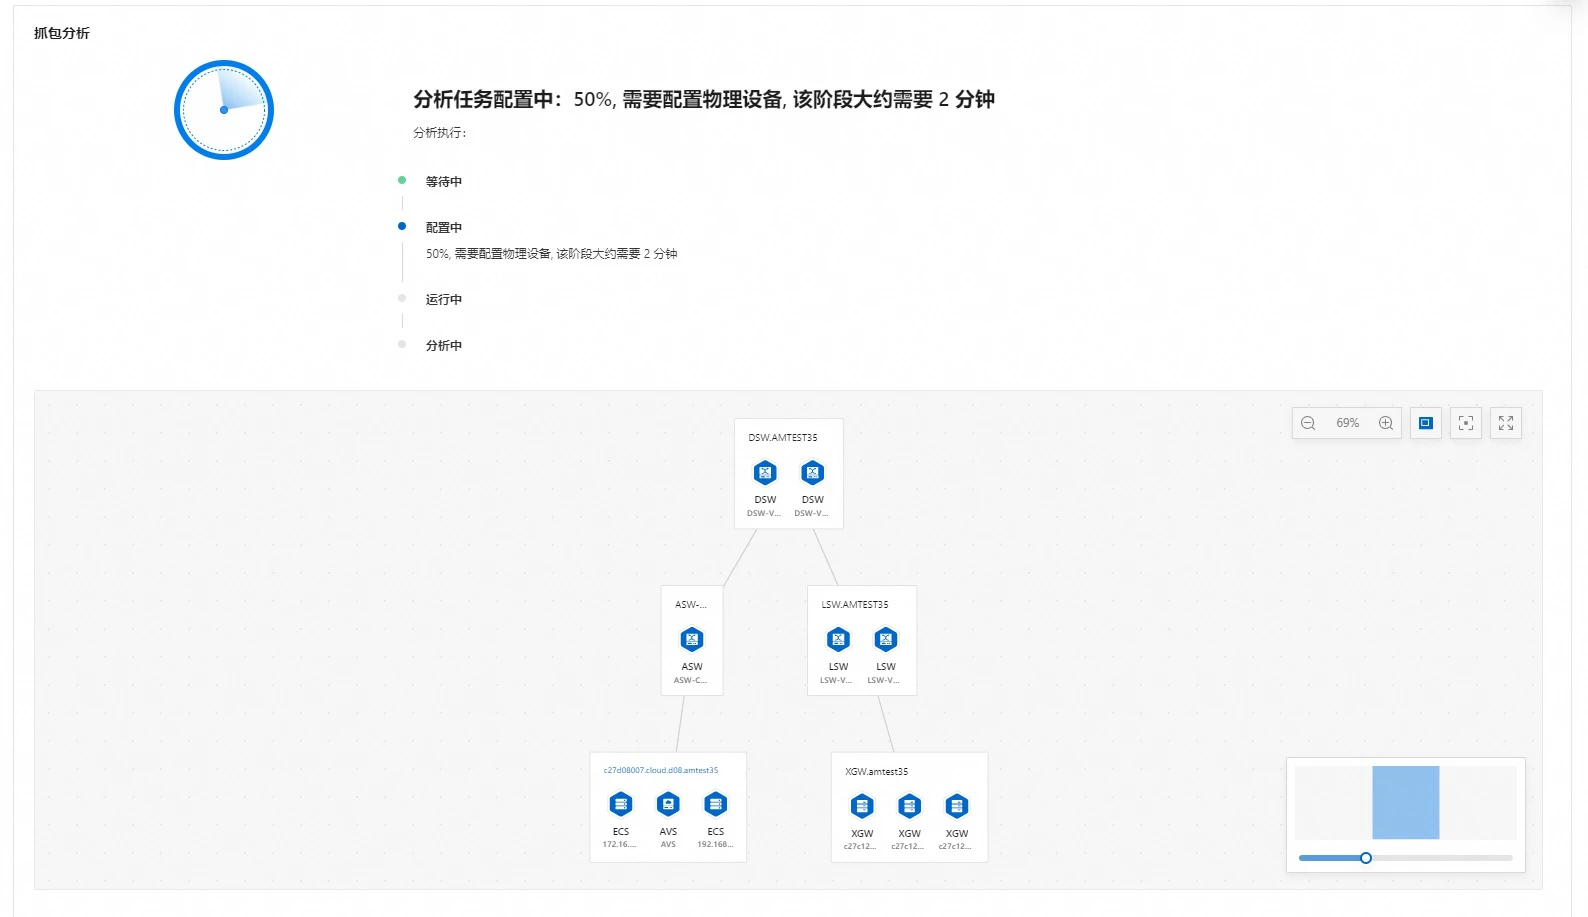 抓包分析
分析任务配置中：50%, 需要配置物理设备, 该阶段大约需要 2 分钟
分析执行：
等待中
配置中
50%, 需要配置物理设备, 该阶段大约需要 2 分钟
运行中
分析中
69%
DSW.AMTEST35
DSW DSW
DSW-V... DSW-V...
ASW-... LSW.AMTEST35
ASW LSW LSW
ASW-C... LSW-V... LSW-V...
c27d08007.cloud.d08.amtest35 XGW.amtest35
ECS AVS ECS XGW XGW XGW
172.16.... AVS 192.168... c27c12... c27c12... c27c12...